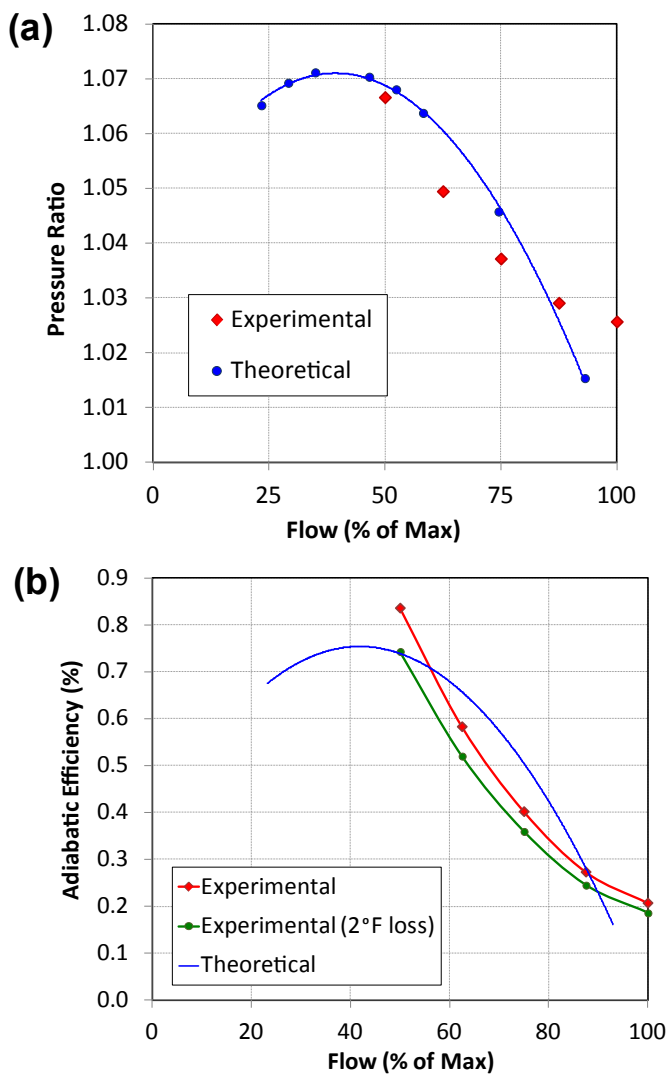 (a)
1.08
1.07
1.06
1.05
1.04
1.03
1.02
1.01
1.00
Pressure Ratio
Experimental
Theoretical
0 25 50 75 100
Flow (% of Max)
(b)
0.9
0.8
0.7
0.6
0.5
0.4
0.3
0.2
0.1
0.0
Adiabatic Efficiency (%)
Experimental
Experimental (2°F loss)
Theoretical
0 20 40 60 80 100
Flow (% of Max)